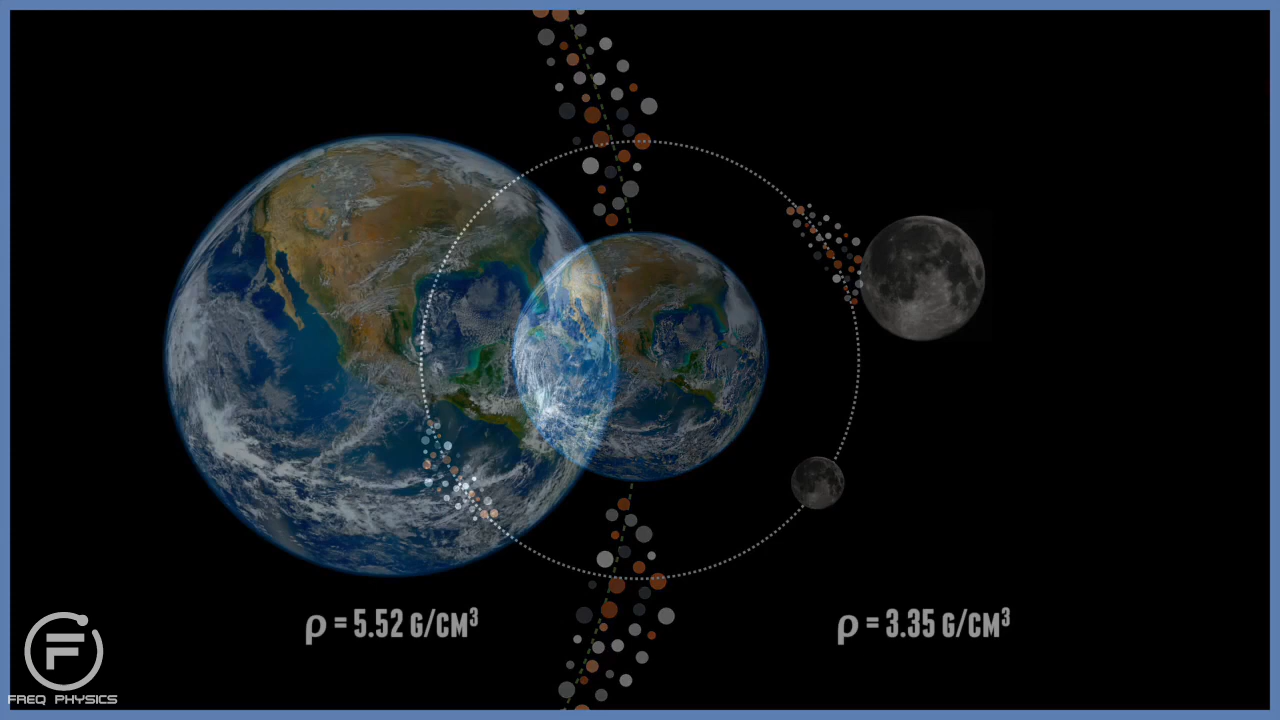 ρ = 5.52 G/CM³
ρ = 3.35 G/CM³
F
FREQ PHYSICS